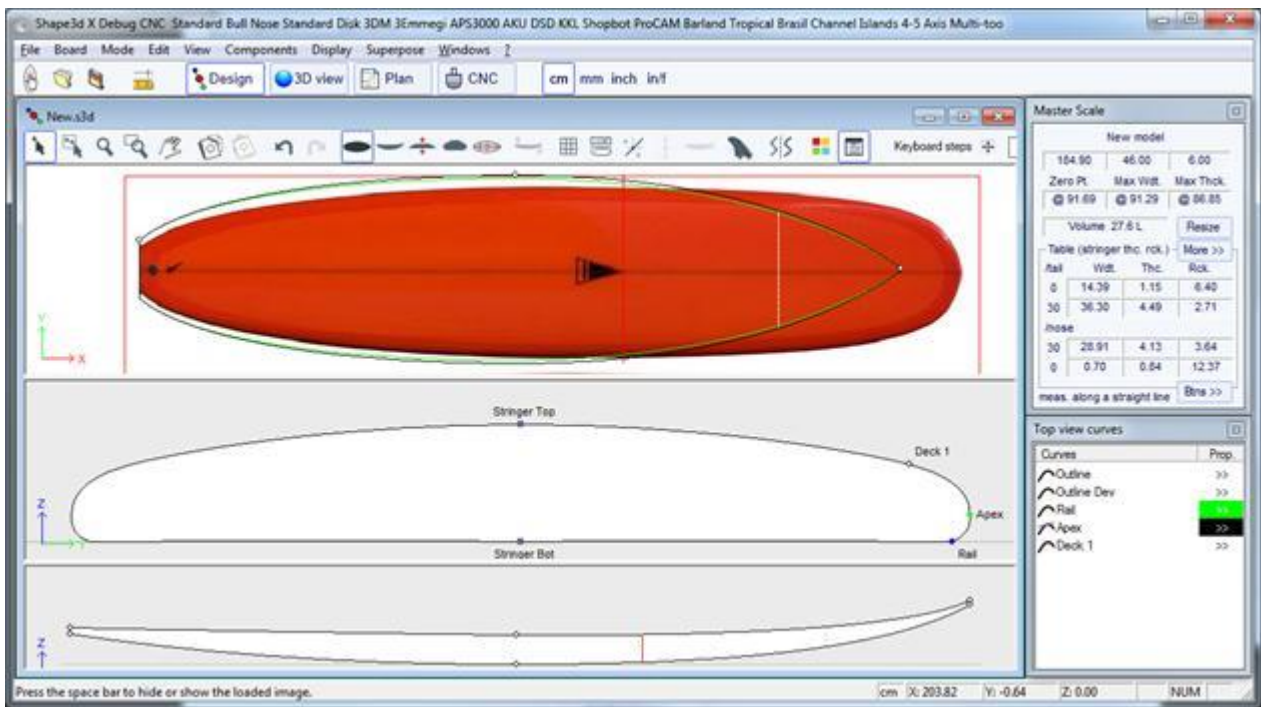 Shape3d X Debug CNC Standard Bull Nose Standard Disk 3DM 3Emmegi APS3000 AKU DSD KKL Shopbot ProCAM Barland Tropical Brasil Channel Islands 4-5 Axis Multi-too
File Board Mode Edit View Components Display Superpose Windows ?
Design 3D view Plan CNC cm mm inch in/f
New.s3d
Keyboard steps
Y
X
Stringer Top
Deck 1
Z
Apex
Y
Stringer Bot
Rail
Z
Master Scale
New model
184.90 46.00 6.00
Zero Pt. Max Wdt. Max Thck.
@ 91.69 @ 91.29 @ 86.85
Volume 27.6 L Resize
Table (stringer thc. rck.) More >>
/tail Wdt. Thc. Rck.
0 14.39 1.15 6.40
30 36.30 4.49 2.71
/nose
30 28.91 4.13 3.64
0 0.70 0.64 12.37
meas. along a straight line Btns >>
Top view curves
Curves Prop.
Outline >>
Outline Dev >>
Rail >>
Apex >>
Deck 1 >>
Press the space bar to hide or show the loaded image.
cm X: 203.82 Y: -0.64 Z: 0.00 NUM